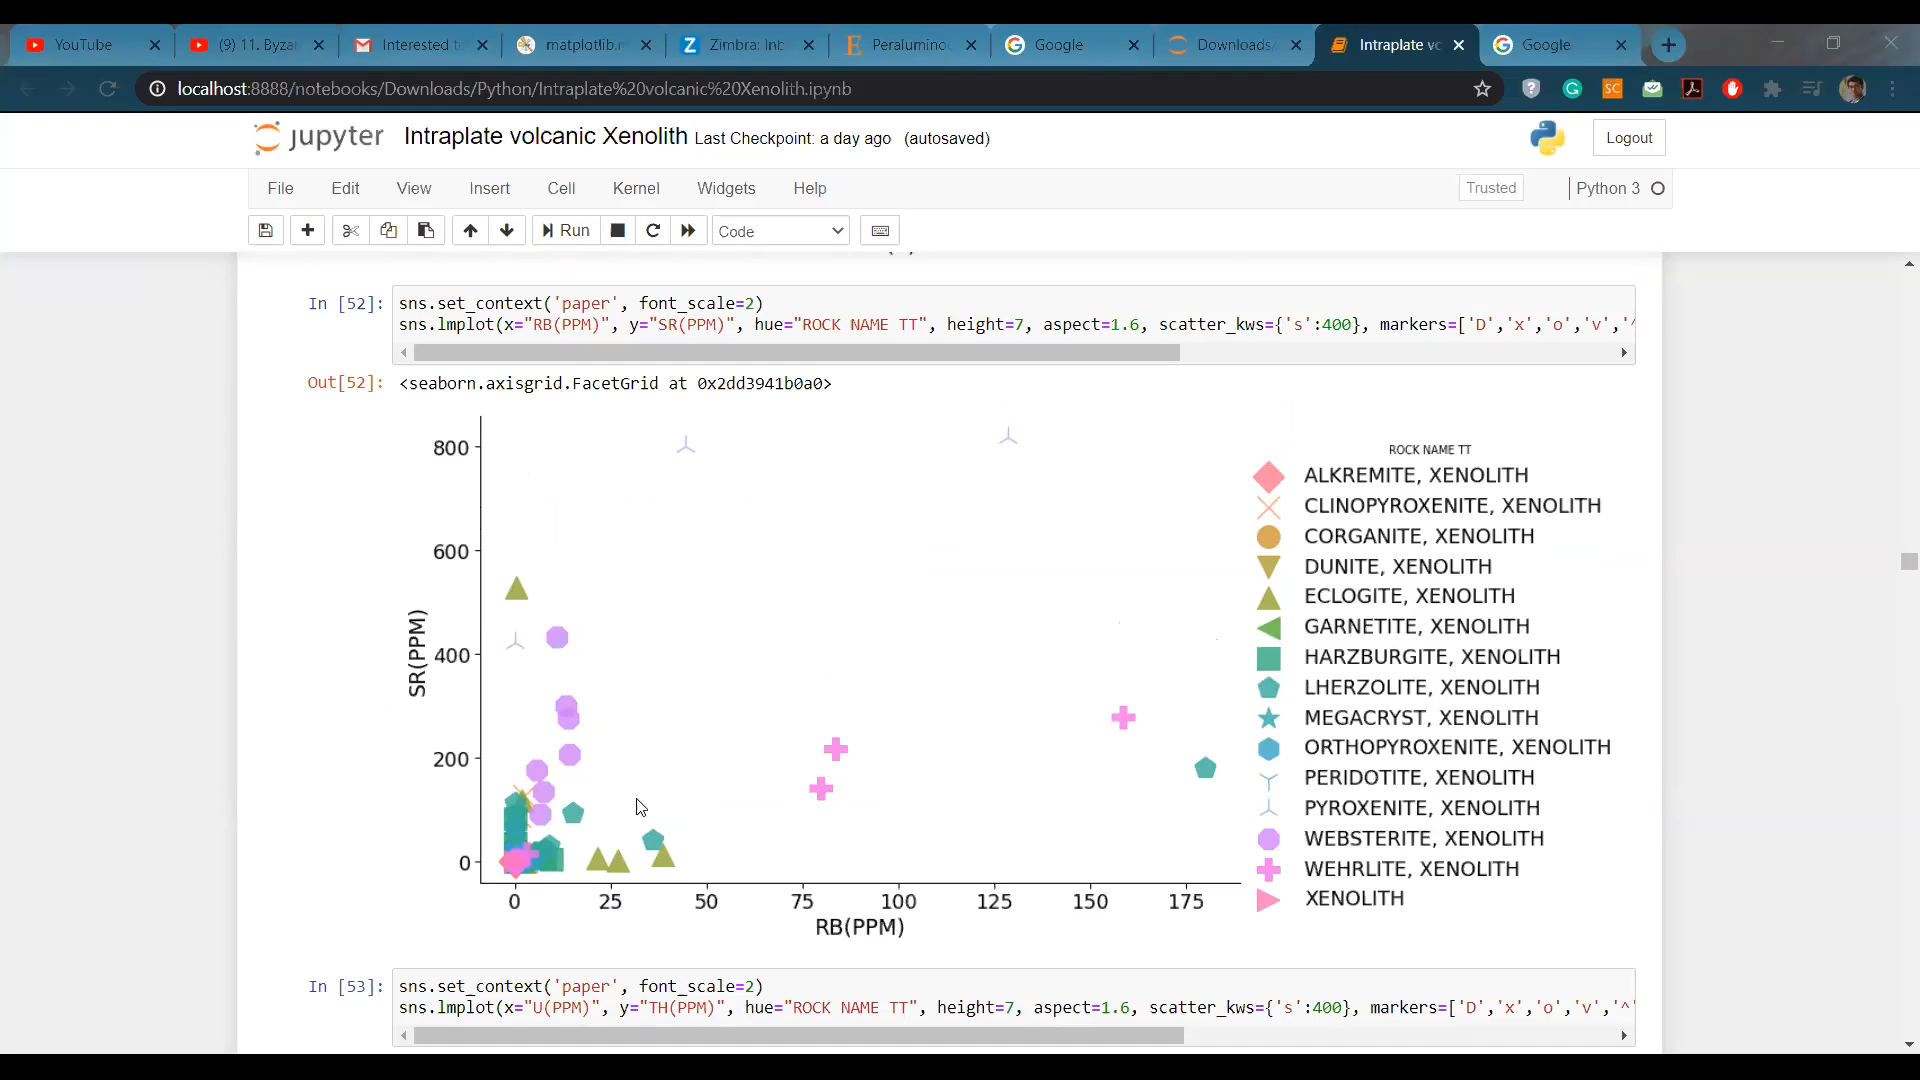 YouTube
(9) 11. Byza
Interested t
matplotlib.
Zimbra: Inb
Peralumino
Google
Downloads/
Intraplate vo
Google
localhost:8888/notebooks/Downloads/Python/Intraplate%20volcanic%20Xenolith.ipynb
jupyter Intraplate volcanic Xenolith Last Checkpoint: a day ago (autosaved)
Logout
File Edit View Insert Cell Kernel Widgets Help
Trusted
Python 3
Run
Code
In [52]: sns.set_context('paper', font_scale=2)
sns.lmplot(x="RB(PPM)", y="SR(PPM)", hue="ROCK NAME TT", height=7, aspect=1.6, scatter_kws={'s':400}, markers=['D','x','o','v','^
Out[52]: <seaborn.axisgrid.FacetGrid at 0x2dd3941b0a0>
800
600
400
200
0
SR(PPM)
0 25 50 75 100 125 150 175
RB(PPM)
ROCK NAME TT
ALKREMITE, XENOLITH
CLINOPYROXENITE, XENOLITH
CORGANITE, XENOLITH
DUNITE, XENOLITH
ECLOGITE, XENOLITH
GARNETITE, XENOLITH
HARZBURGITE, XENOLITH
LHERZOLITE, XENOLITH
MEGACRYST, XENOLITH
ORTHOPYROXENITE, XENOLITH
PERIDOTITE, XENOLITH
PYROXENITE, XENOLITH
WEBSTERITE, XENOLITH
WEHRLITE, XENOLITH
XENOLITH
In [53]: sns.set_context('paper', font_scale=2)
sns.lmplot(x="U(PPM)", y="TH(PPM)", hue="ROCK NAME TT", height=7, aspect=1.6, scatter_kws={'s':400}, markers=['D','x','o','v','^'